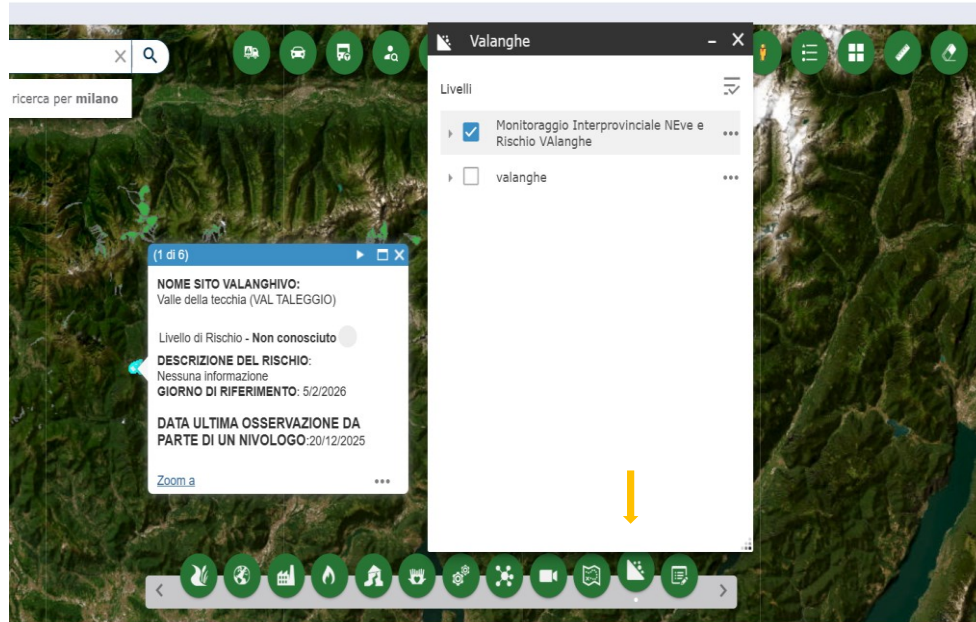 ricerca per milano
Valanghe
Livelli
Monitoraggio Interprovinciale NEve e
Rischio VAlanghe
valanghe
(1 di 6)
NOME SITO VALANGHIVO:
Valle della tecchia (VAL TALEGGIO)
Livello di Rischio - Non conosciuto
DESCRIZIONE DEL RISCHIO:
Nessuna informazione
GIORNO DI RIFERIMENTO: 5/2/2026
DATA ULTIMA OSSERVAZIONE DA
PARTE DI UN NIVOLOGO:20/12/2025
Zoom a